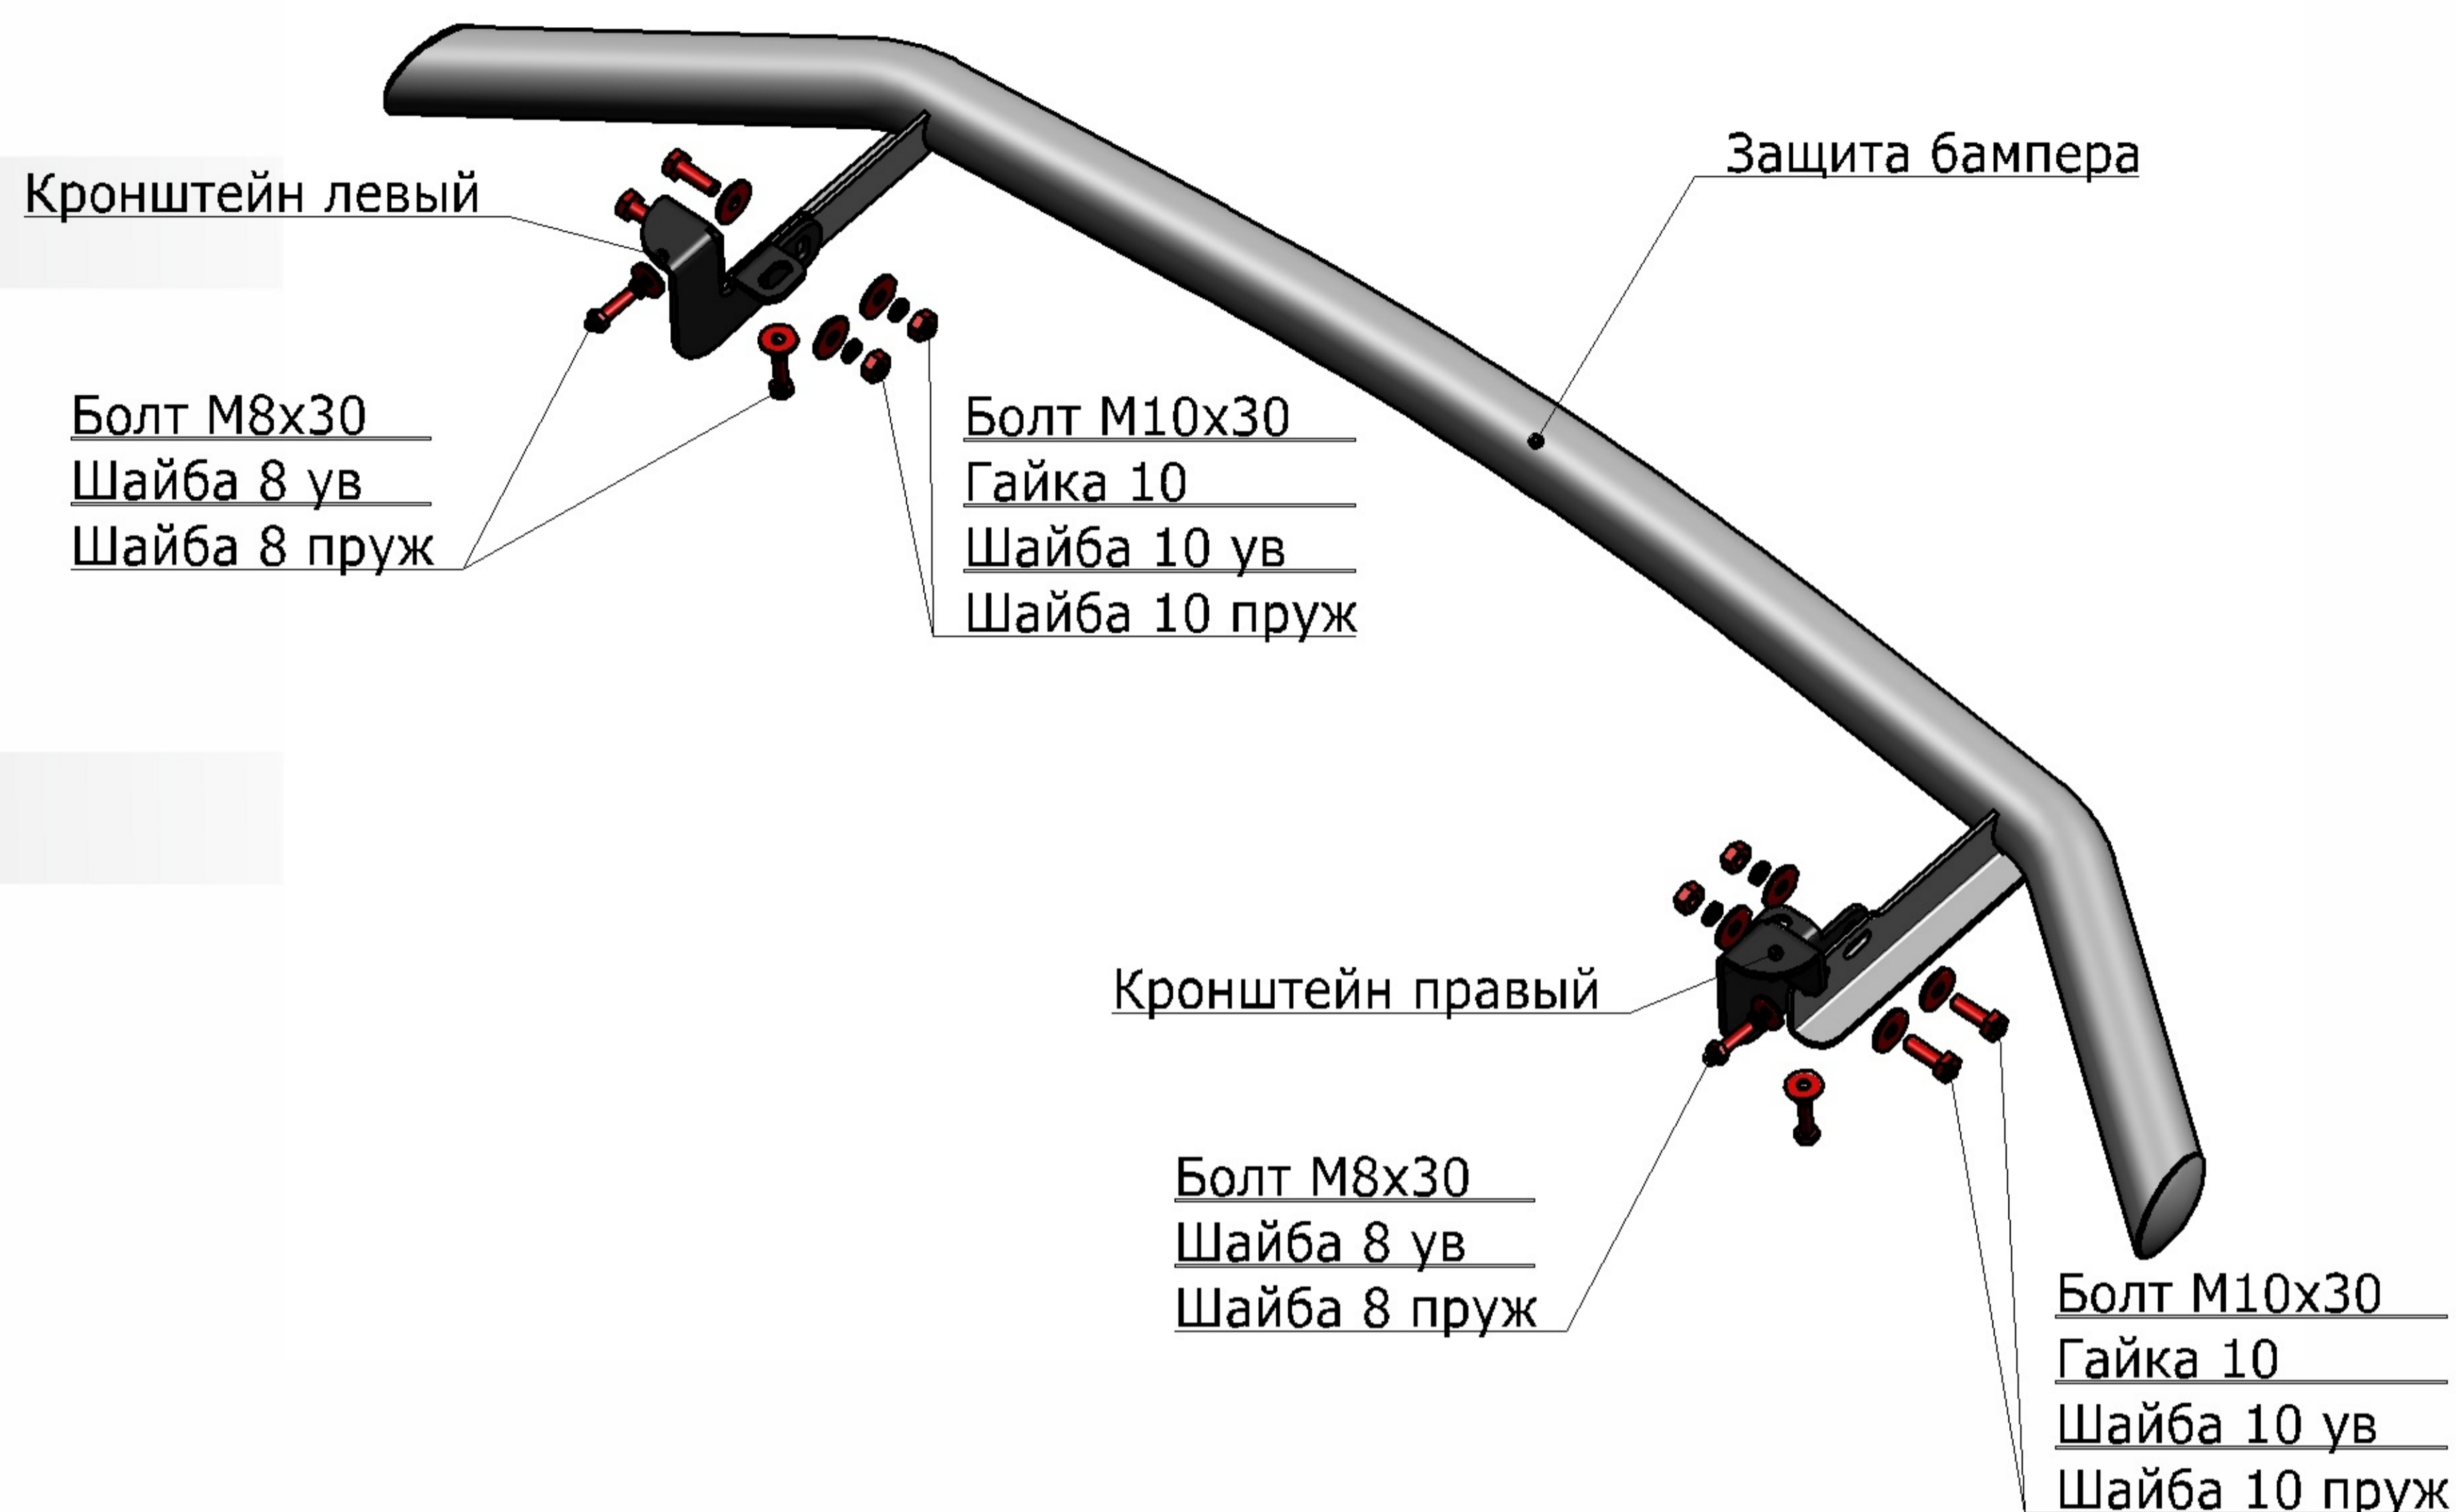 Защита бампера
Кронштейн левый
Болт М8х30
Шайба 8 ув
Шайба 8 пруж
Болт М10х30
Гайка 10
Шайба 10 ув
Шайба 10 пруж
Кронштейн правый
Болт М8х30
Шайба 8 ув
Шайба 8 пруж
Болт М10х30
Гайка 10
Шайба 10 ув
Шайба 10 пруж